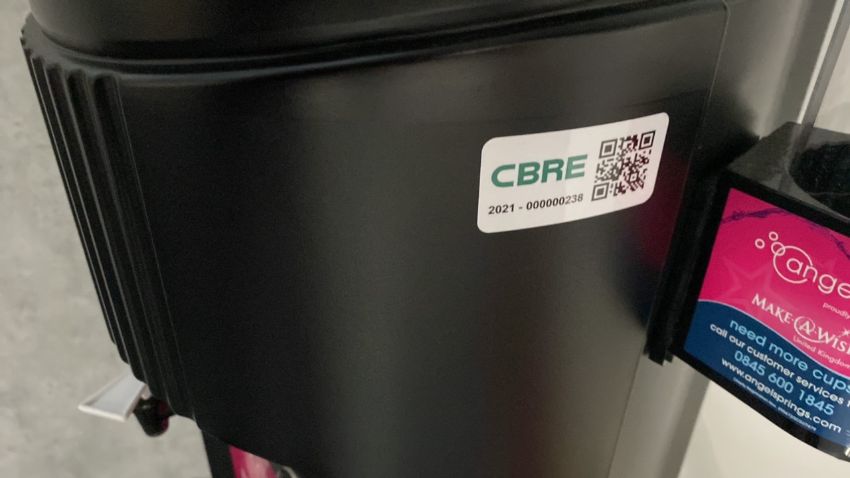 CBRE
2021 - 000000238
ange
proudly
MAKE·A·WISH
United Kingdom
need more cups
call our customer services
0845 600 1845
www.angelsprings.com